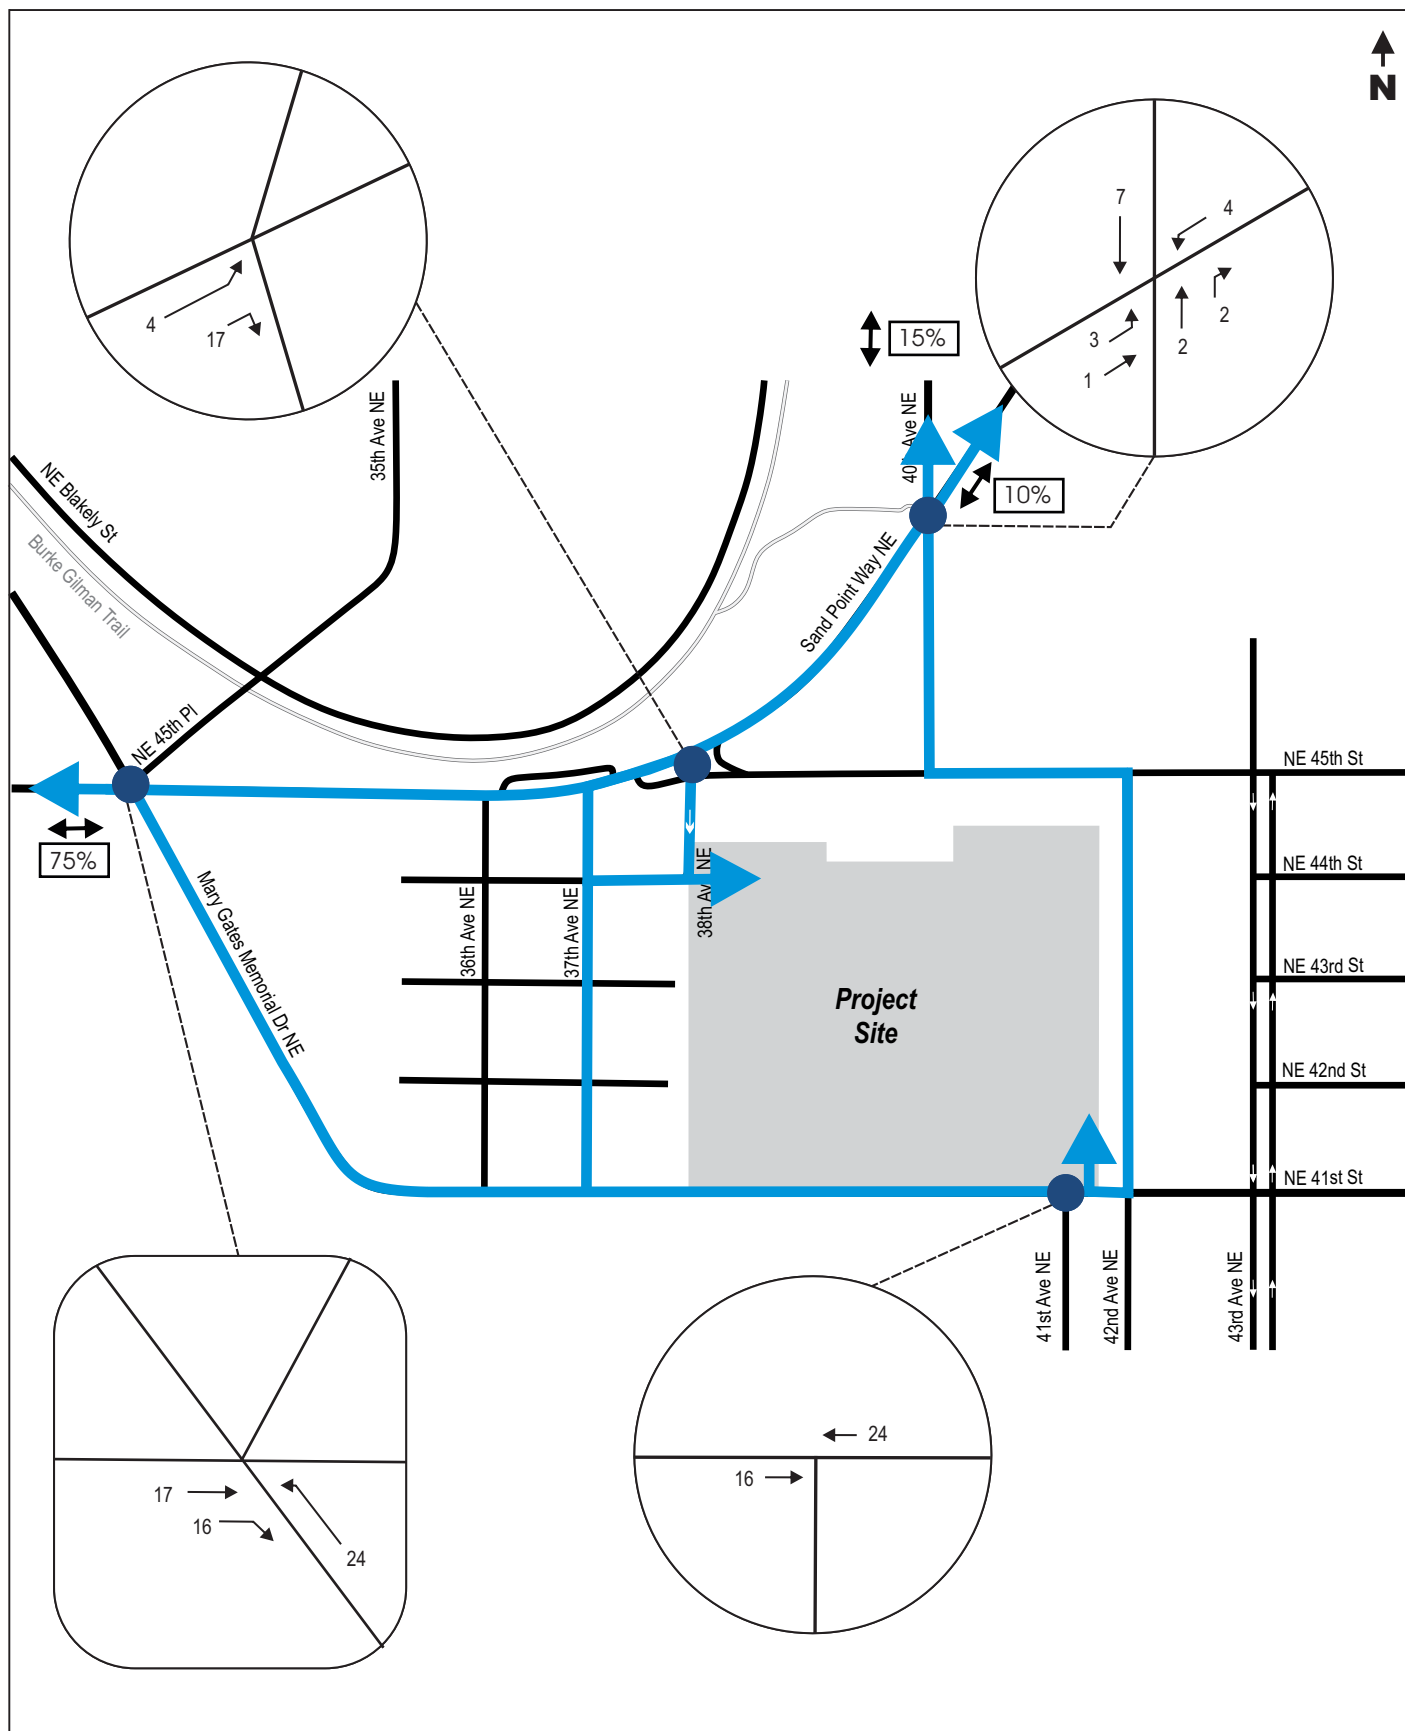 N
7
4
4
17
2
3
2
1
15%
35th Ave NE
40th Ave NE
10%
NE Blakely St
Burke Gilman Trail
Sand Point Way NE
NE 45th Pl
NE 45th St
75%
NE 44th St
Mary Gates Memorial Dr NE
36th Ave NE
37th Ave NE
38th Ave NE
NE 43rd St
Project
Site
NE 42nd St
NE 41st St
41st Ave NE
42nd Ave NE
43rd Ave NE
24
16
17
16
24